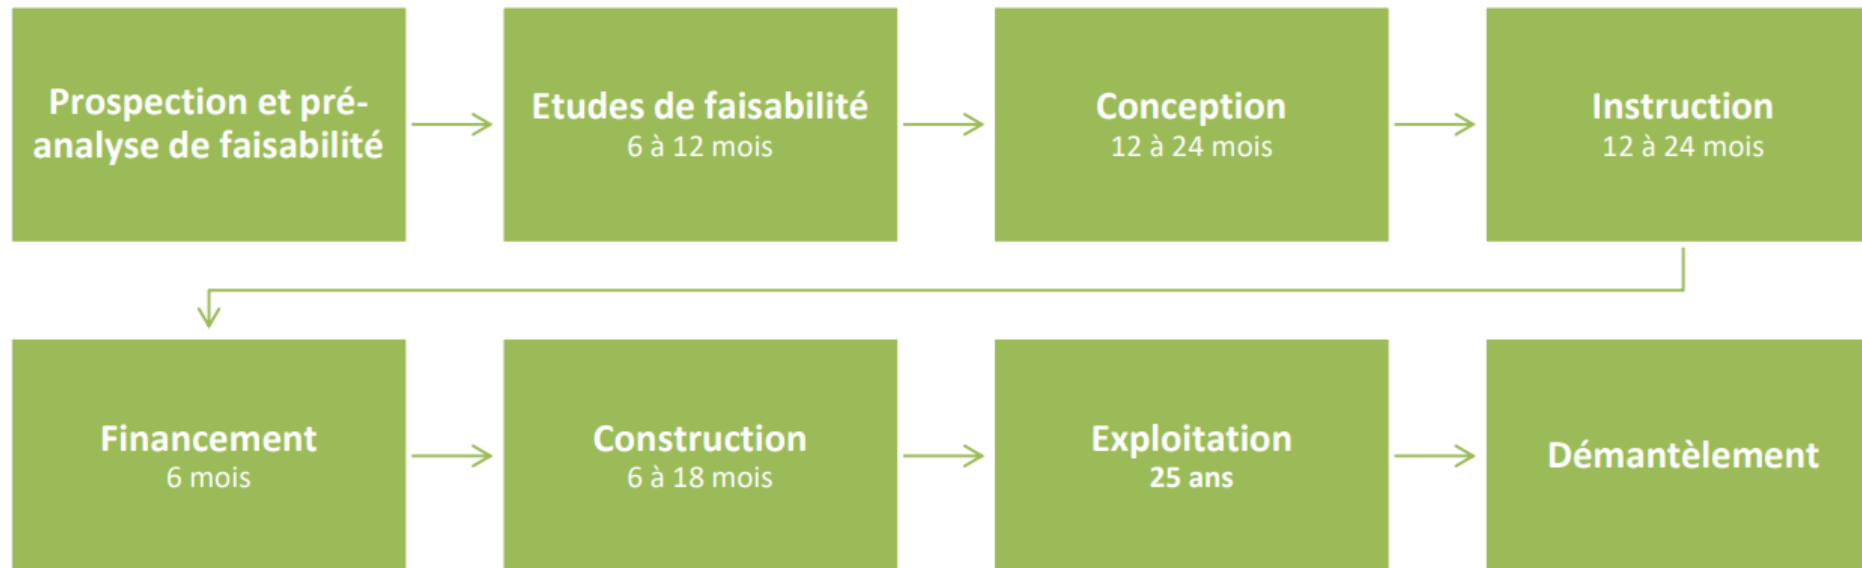 Prospection et pré-
analyse de faisabilité
Etudes de faisabilité
6 à 12 mois
Conception
12 à 24 mois
Instruction
12 à 24 mois
Financement
6 mois
Construction
6 à 18 mois
Exploitation
25 ans
Démantèlement